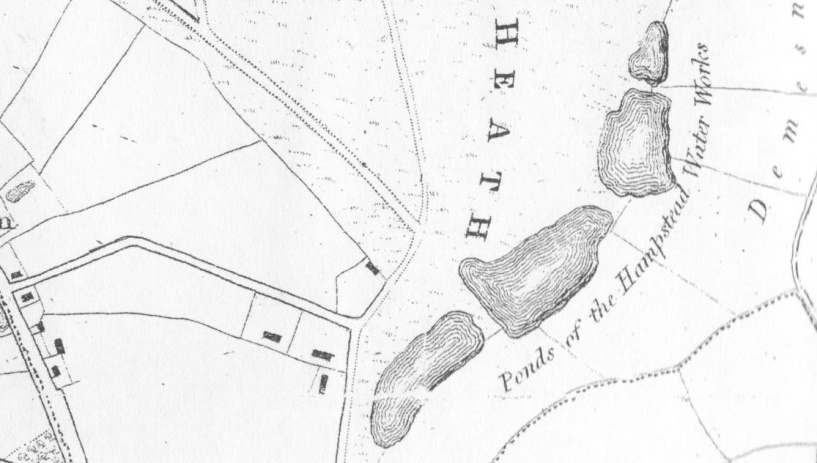 HEATH
Ponds of the Hampstead Water Works
Demesn
n